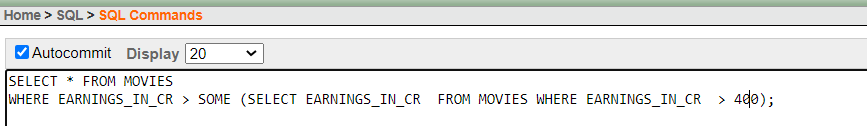 Home > SQL > SQL Commands
Autocommit Display 20
SELECT * FROM MOVIES
WHERE EARNINGS_IN_CR > SOME (SELECT EARNINGS_IN_CR  FROM MOVIES WHERE EARNINGS_IN_CR  > 400);